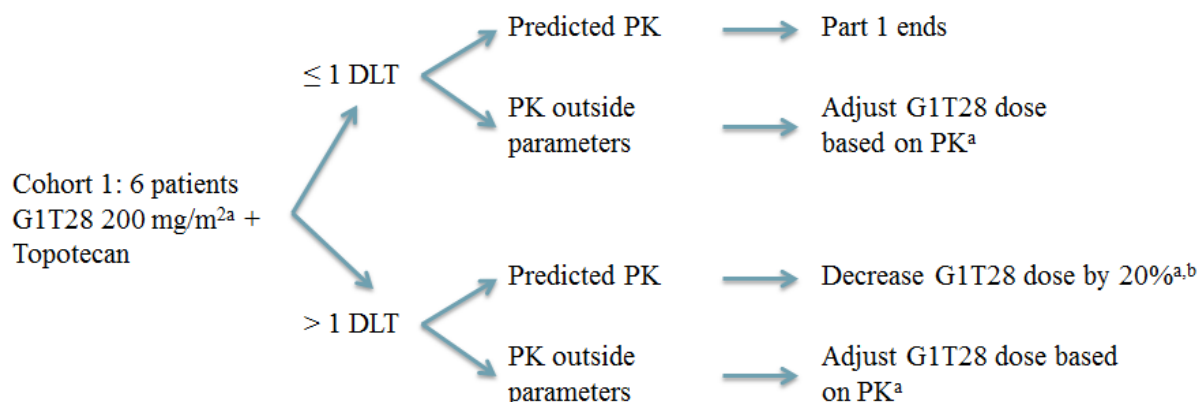 Predicted PK
Part 1 ends
≤ 1 DLT
PK outside
parameters
Adjust G1T28 dose
based on PKᵃ
Cohort 1: 6 patients
G1T28 200 mg/m²ᵃ +
Topotecan
Predicted PK
Decrease G1T28 dose by 20%ᵃ,ᵇ
> 1 DLT
PK outside
parameters
Adjust G1T28 dose based
on PKᵃ